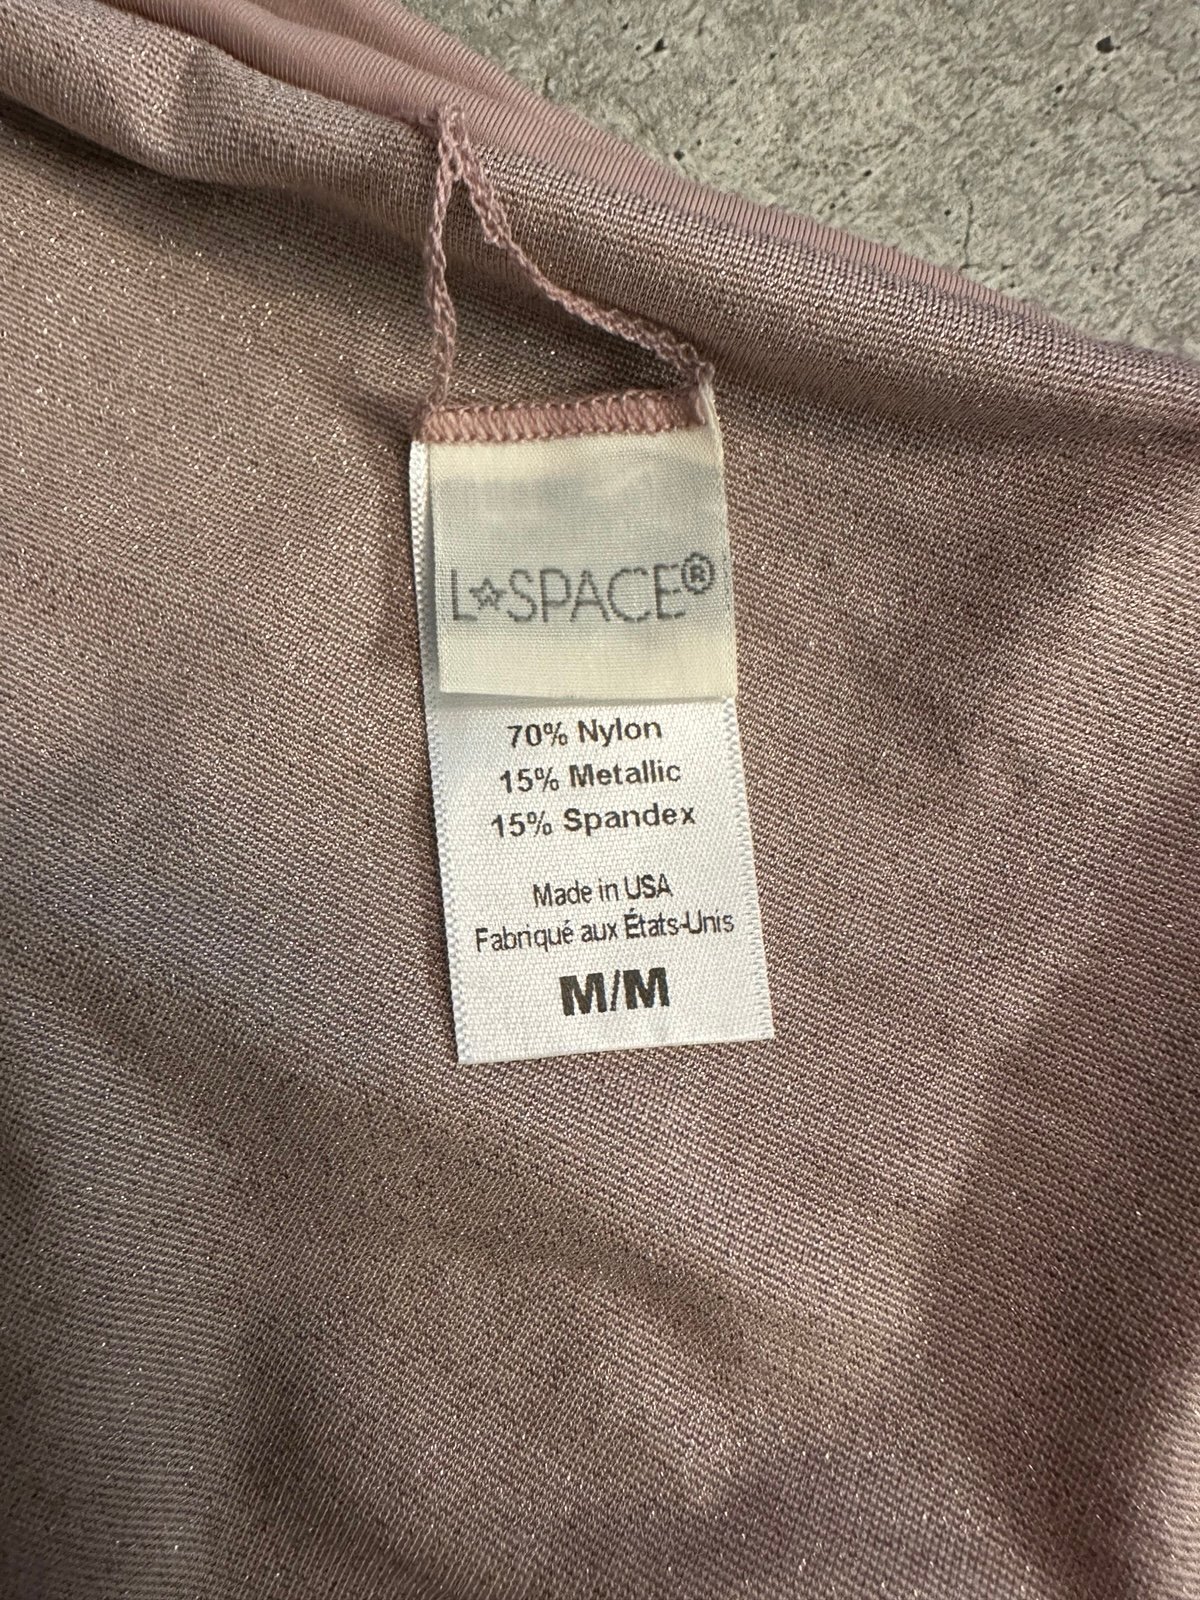 L☆SPACE®
70% Nylon
15% Metallic
15% Spandex
Made in USA
Fabriqué aux États-Unis
M/M